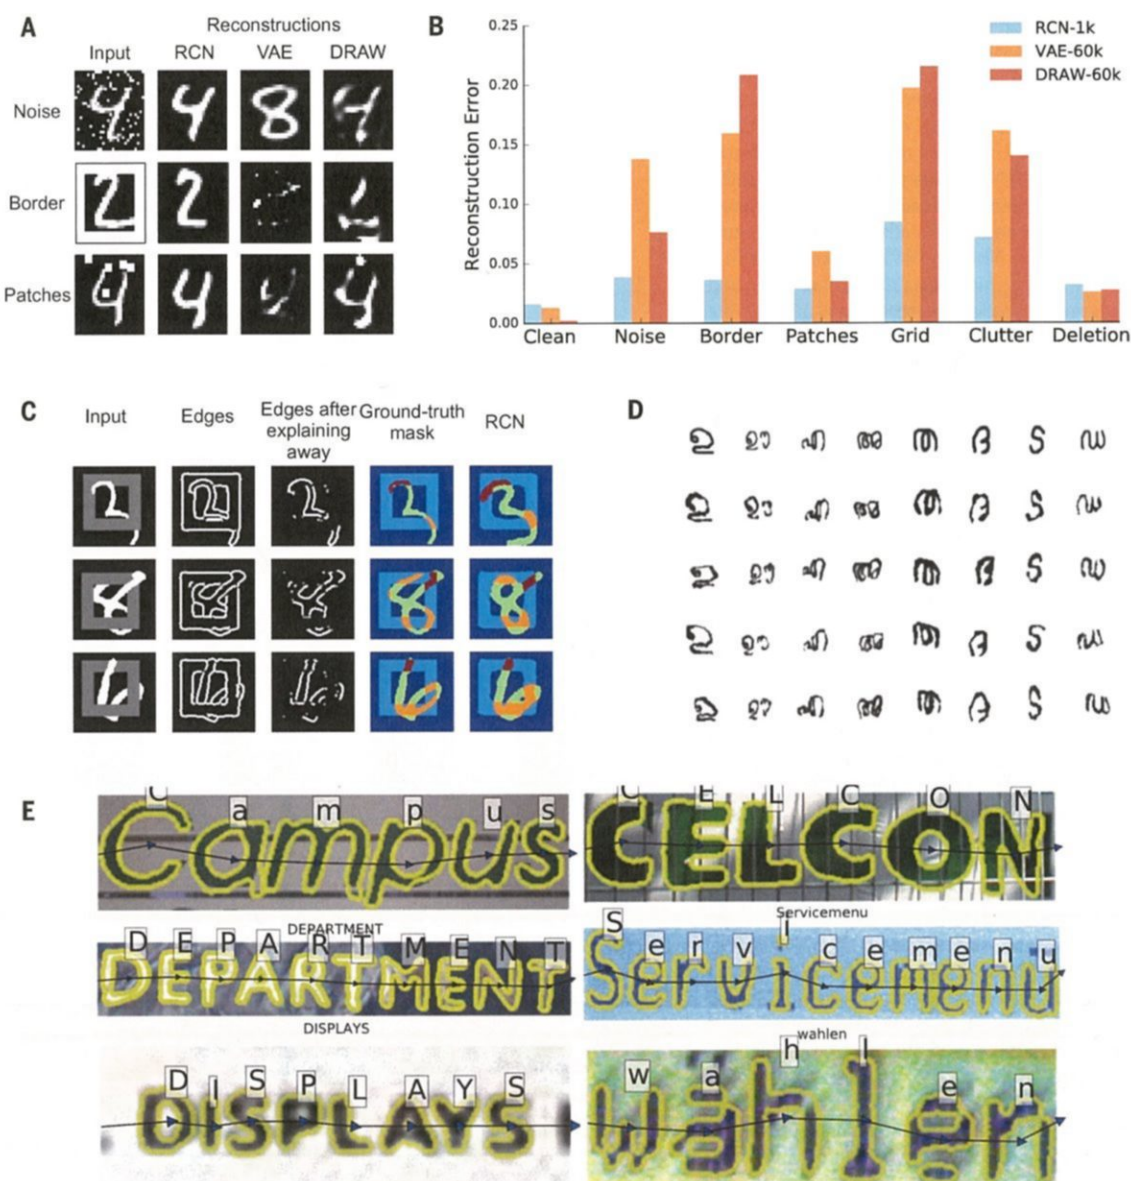 A
Reconstructions
Input RCN VAE DRAW
Noise
Border
Patches
B
Reconstruction Error
0.25
0.20
0.15
0.10
0.05
0.00
RCN-1k
VAE-60k
DRAW-60k
Clean Noise Border Patches Grid Clutter Deletion
C
Input Edges Edges after explaining away Ground-truth mask RCN
D
E
C a m p u s
Campus
C E L C O N
CELCON
DEPARTMENT
D E P A R T M E N T
DEPARTMENT
Servicemenu
S e r v i c e m e n u
Servicemenu
DISPLAYS
D I S P L A Y S
DISPLAYS
wahlen
w a h l e n
wahlen